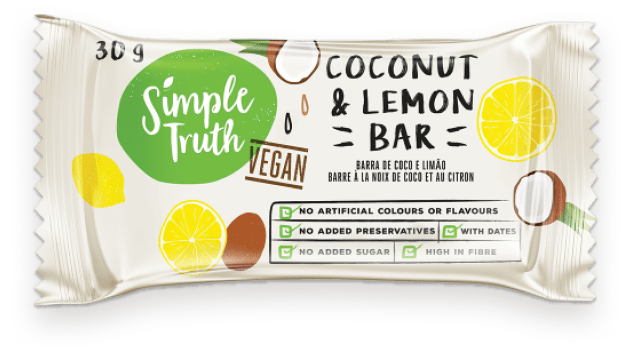 30 g
Simple
Truth
VEGAN
COCONUT
& LEMON
BAR
BARRA DE COCO E LIMÃO
BARRE À LA NOIX DE COCO ET AU CITRON
NO ARTIFICIAL COLOURS OR FLAVOURS
NO ADDED PRESERVATIVES WITH DATES
NO ADDED SUGAR HIGH IN FIBRE